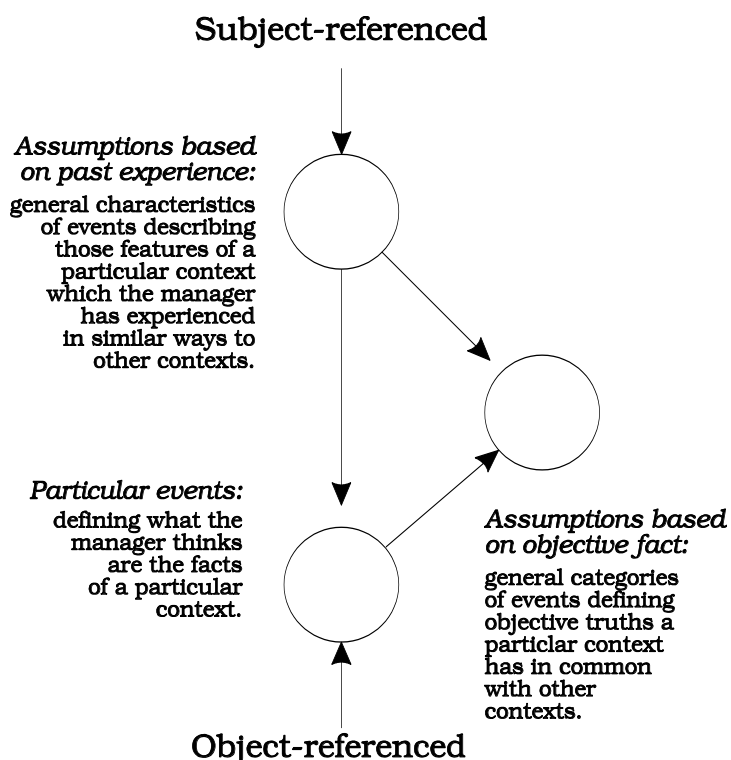 Subject-referenced
Assumptions based
on past experience:
general characteristics
of events describing
those features of a
particular context
which the manager
has experienced
in similar ways to
other contexts.
Particular events:
defining what the
manager thinks
are the facts
of a particular
context.
Assumptions based
on objective fact:
general categories
of events defining
objective truths a
particlar context
has in common
with other
contexts.
Object-referenced